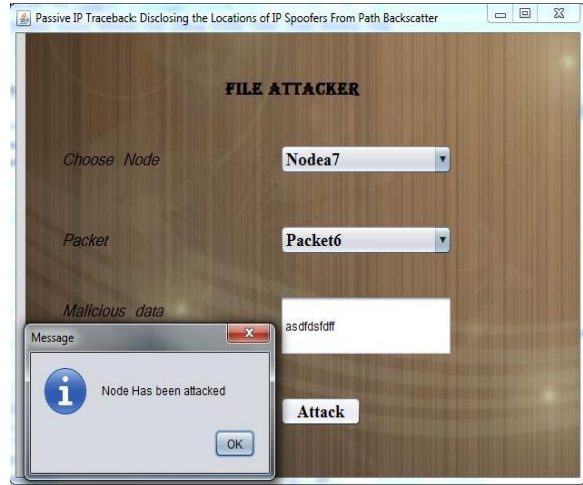 Passive IP Traceback: Disclosing the Locations of IP Spoofers From Path Backscatter
FILE ATTACKER
Choose Node
Nodea7
Packet
Packet6
Malicious data
asdfdsfdff
Message
Node Has been attacked
OK
Attack